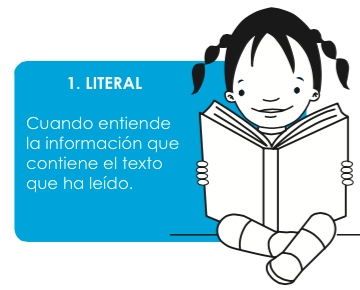 1. LITERAL
Cuando entiende
la información que
contiene el texto
que ha leído.